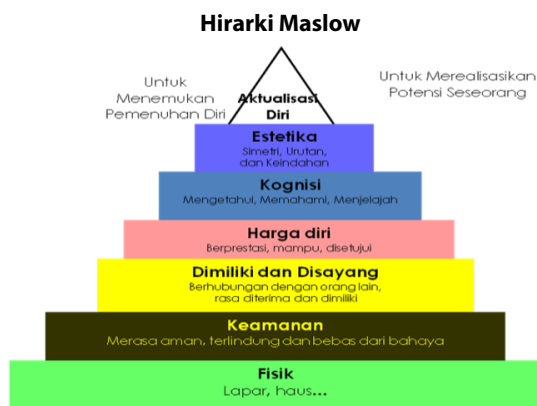 Hirarki Maslow
Untuk
Menemukan
Pemenuhan Diri
Aktualisasi
Diri
Untuk Merealisasikan
Potensi Seseorang
Estetika
Simetri, Urutan,
dan Keindahan
Kognisi
Mengetahui, Memahami, Menjelajah
Harga diri
Berprestasi, mampu, disetujui
Dimiliki dan Disayang
Berhubungan dengan orang lain,
rasa diterima dan dimiliki
Keamanan
Merasa aman, terlindung dan bebas dari bahaya
Fisik
Lapar, haus...